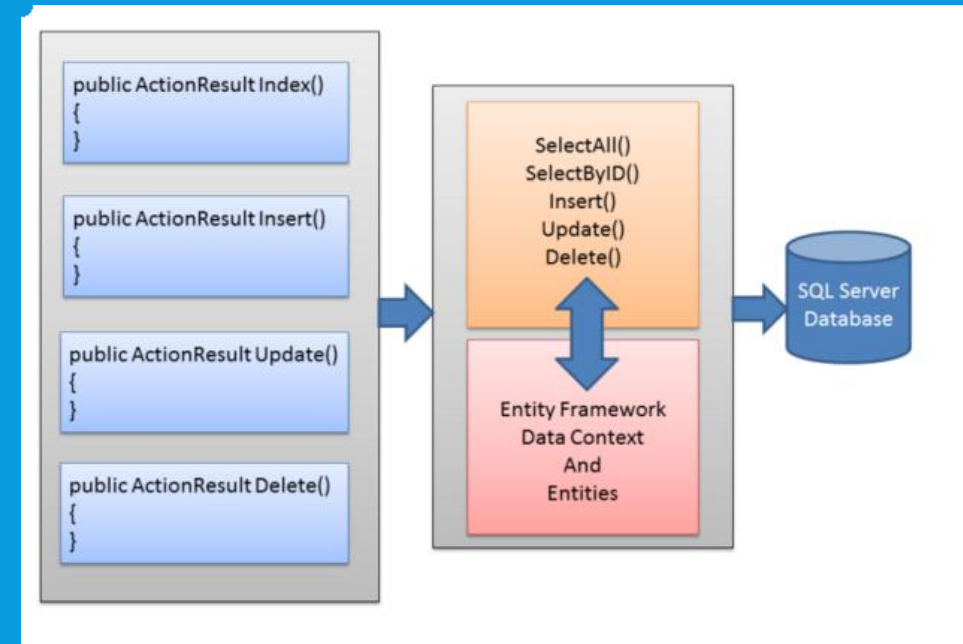 public ActionResult Index()
{
}
public ActionResult Insert()
{
}
public ActionResult Update()
{
}
public ActionResult Delete()
{
}
SelectAll()
SelectByID()
Insert()
Update()
Delete()
Entity Framework
Data Context
And
Entities
SQL Server
Database